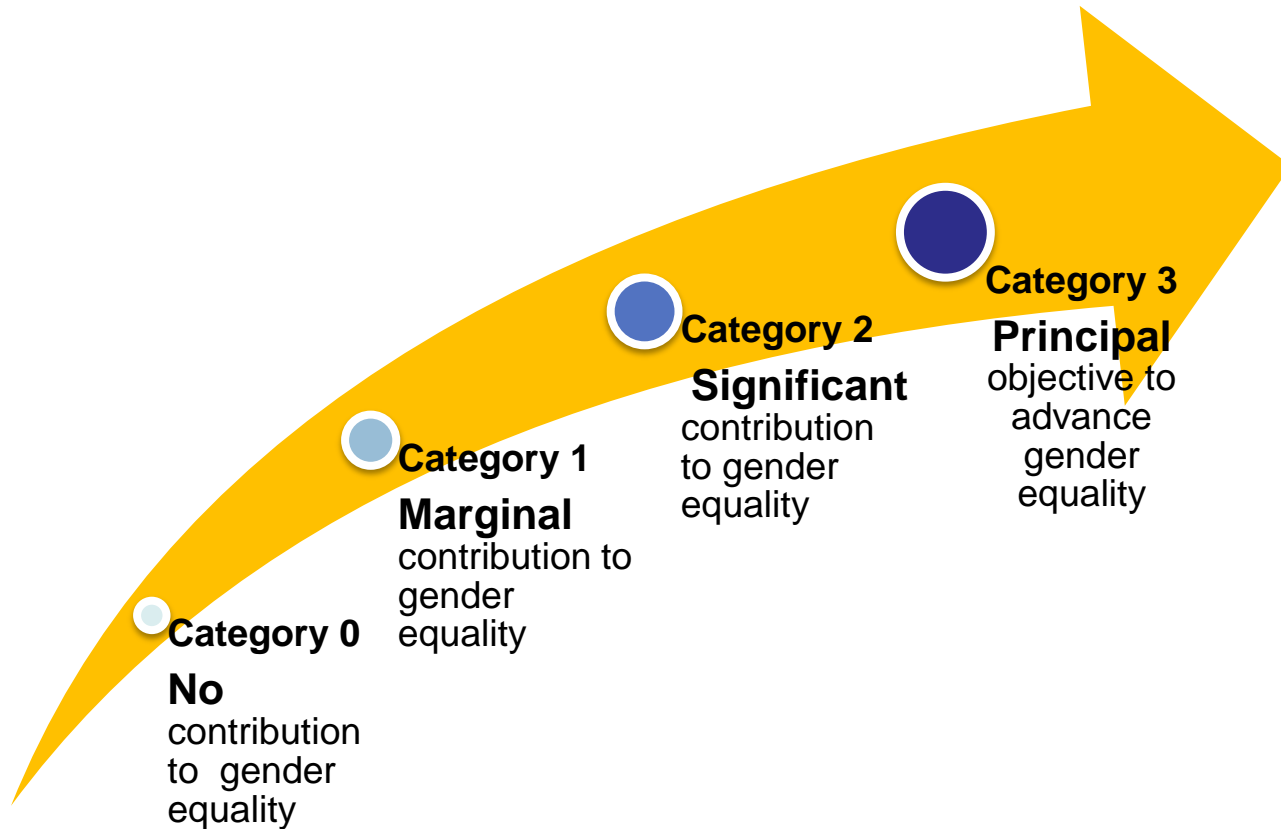 Category 0
No
contribution
to gender
equality
Category 1
Marginal
contribution to
gender
equality
Category 2
Significant
contribution
to gender
equality
Category 3
Principal
objective to
advance
gender
equality